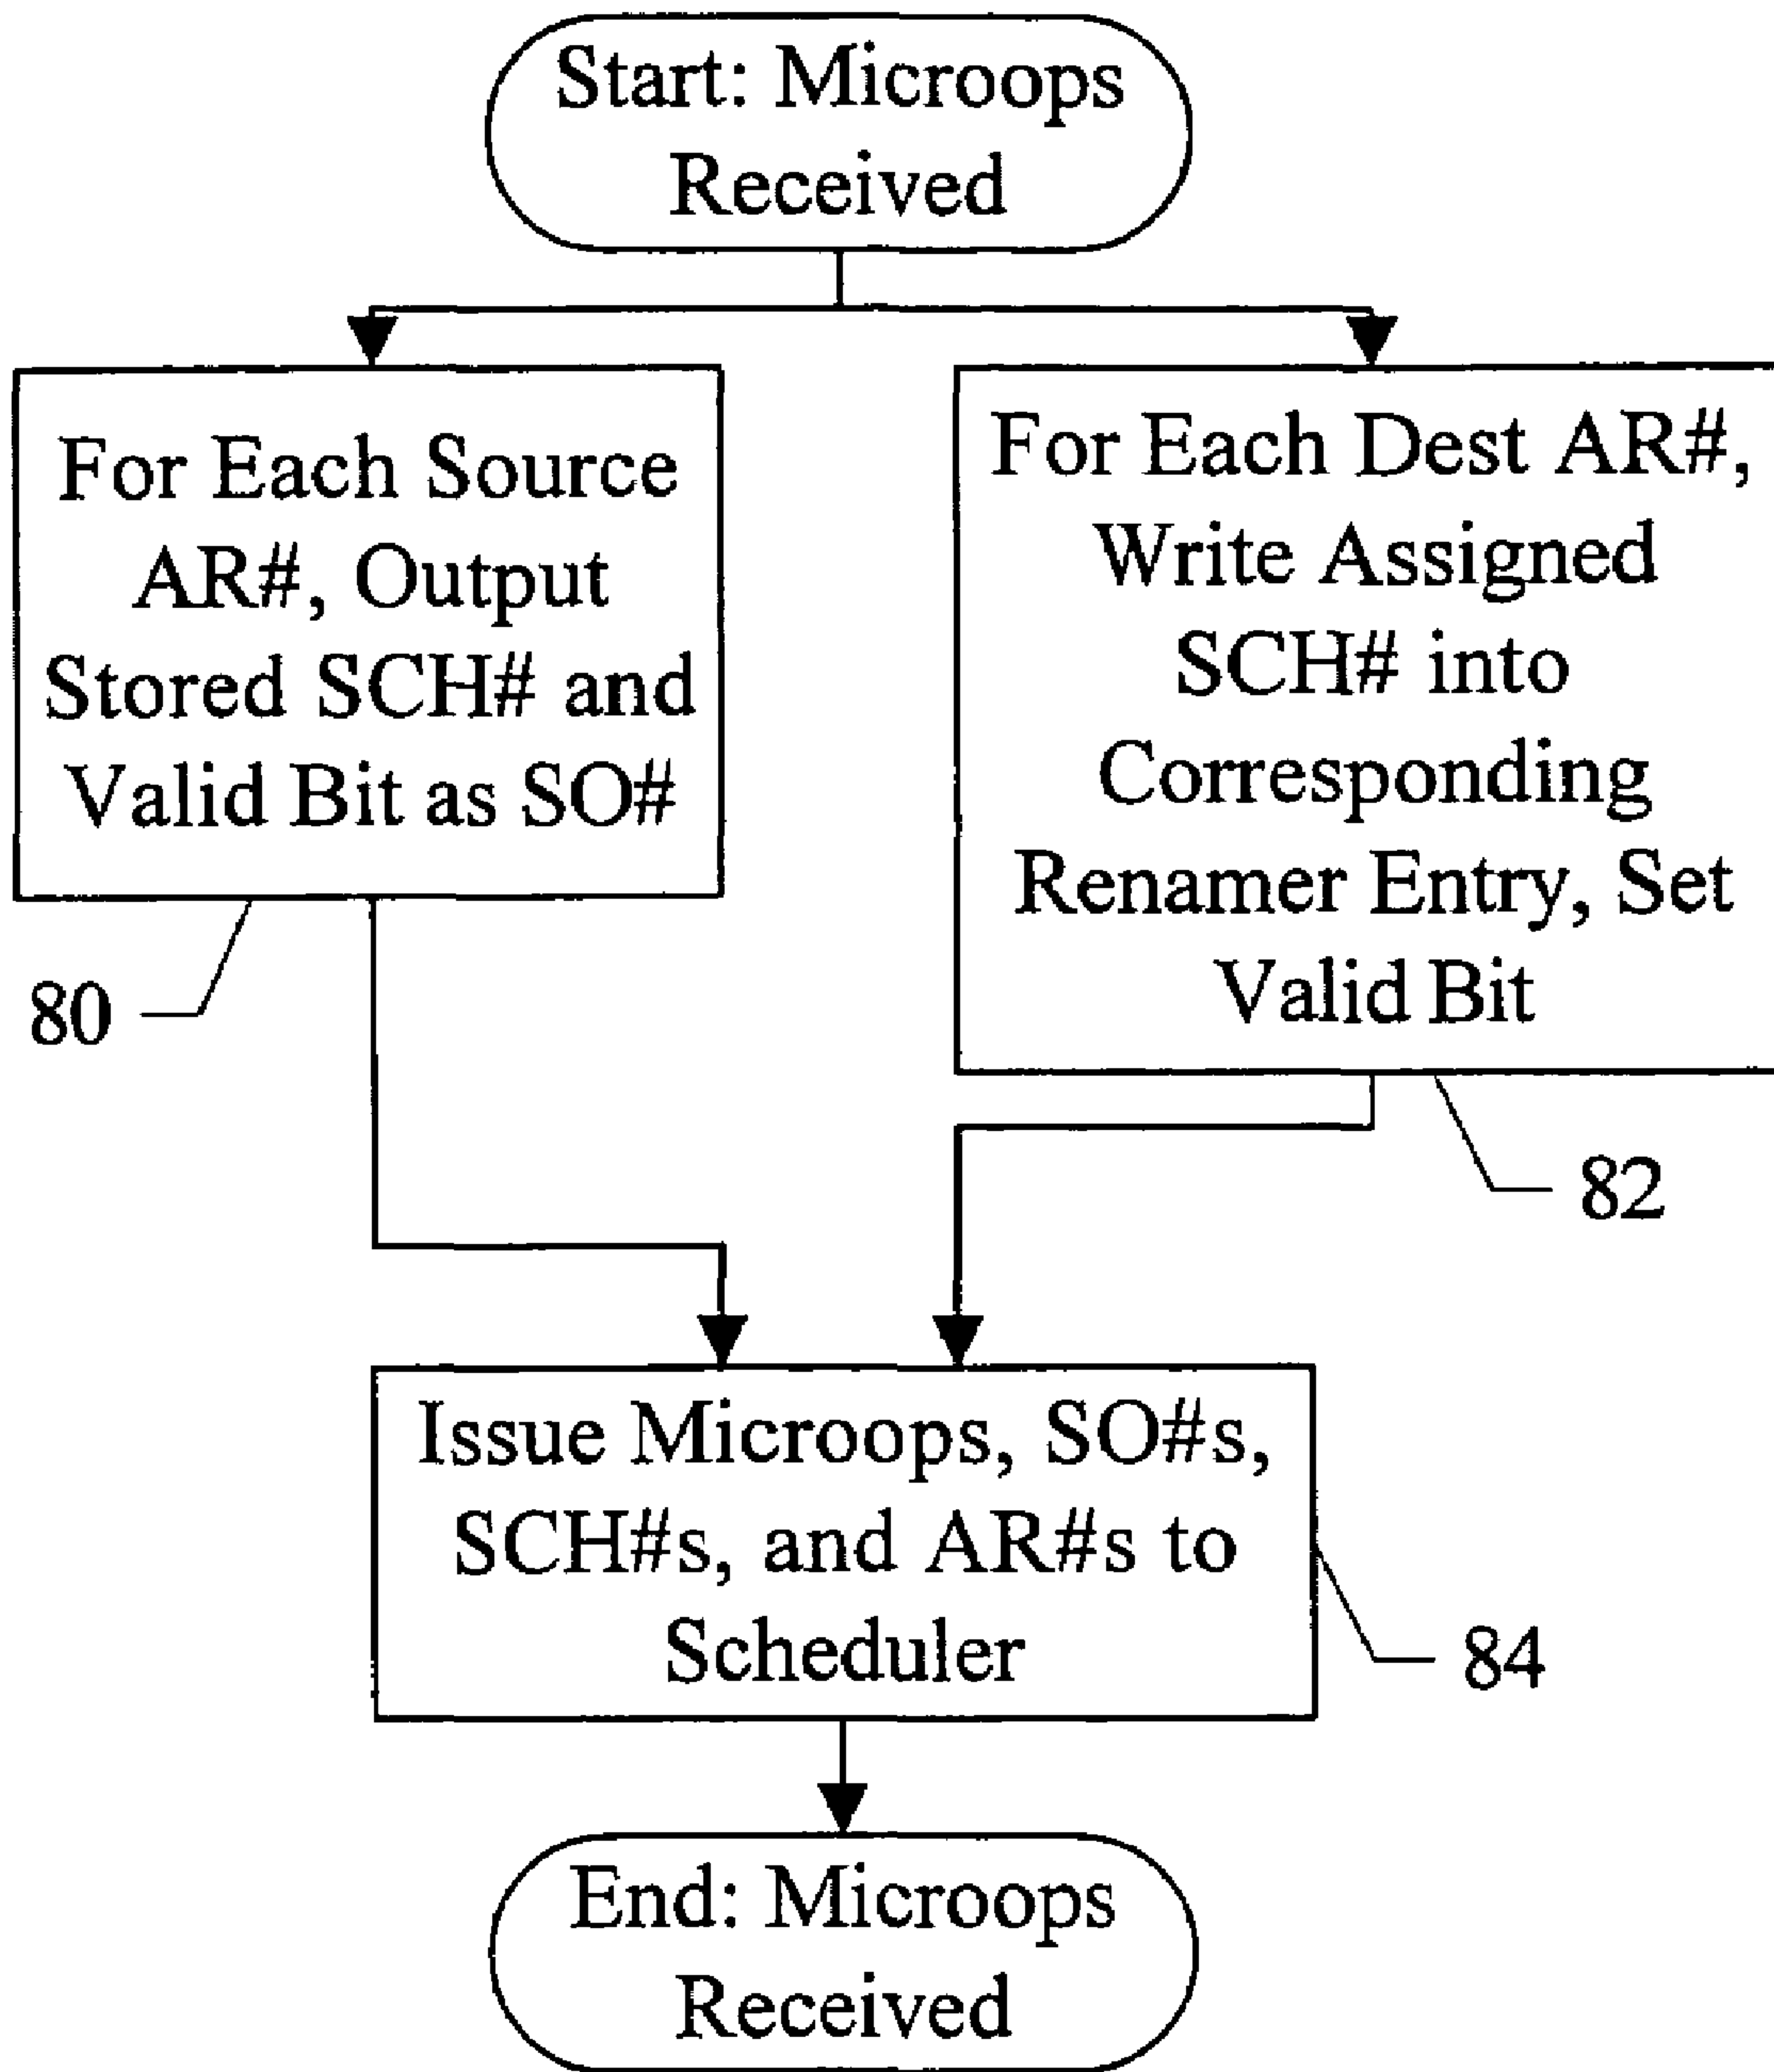 Start: Microops
Received
For Each Source
AR#, Output
Stored SCH# and
Valid Bit as SO#
80
For Each Dest AR#,
Write Assigned
SCH# into
Corresponding
Renamer Entry, Set
Valid Bit
82
Issue Microops, SO#s,
SCH#s, and AR#s to
Scheduler
84
End: Microops
Received